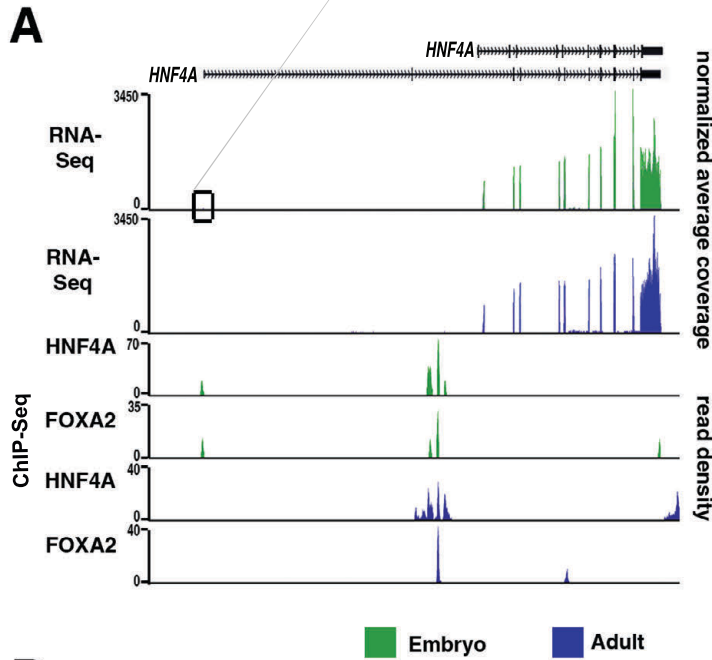 A
HNF4A
HNF4A
RNA-
Seq
3450
0
RNA-
Seq
3450
0
normalized average coverage
ChIP-Seq
HNF4A
70
0
FOXA2
35
0
HNF4A
40
0
FOXA2
40
0
read density
Embryo
Adult